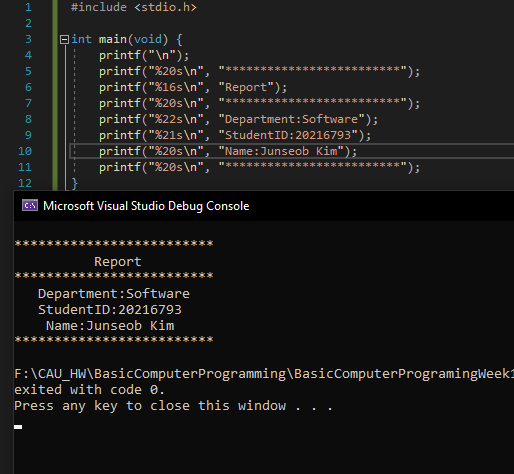 1 #include <stdio.h>
2
3 int main(void) {
4     printf("\n");
5     printf("%20s\n", "*************************");
6     printf("%16s\n", "Report");
7     printf("%20s\n", "*************************");
8     printf("%22s\n", "Department:Software");
9     printf("%21s\n", "StudentID:20216793");
10     printf("%20s\n", "Name:Junseob Kim");
11     printf("%20s\n", "*************************");
12 }
C:\ Microsoft Visual Studio Debug Console
*************************
          Report
*************************
   Department:Software
   StudentID:20216793
    Name:Junseob Kim
*************************
F:\CAU_HW\BasicComputerProgramming\BasicComputerProgramingWeek1
exited with code 0.
Press any key to close this window . . .